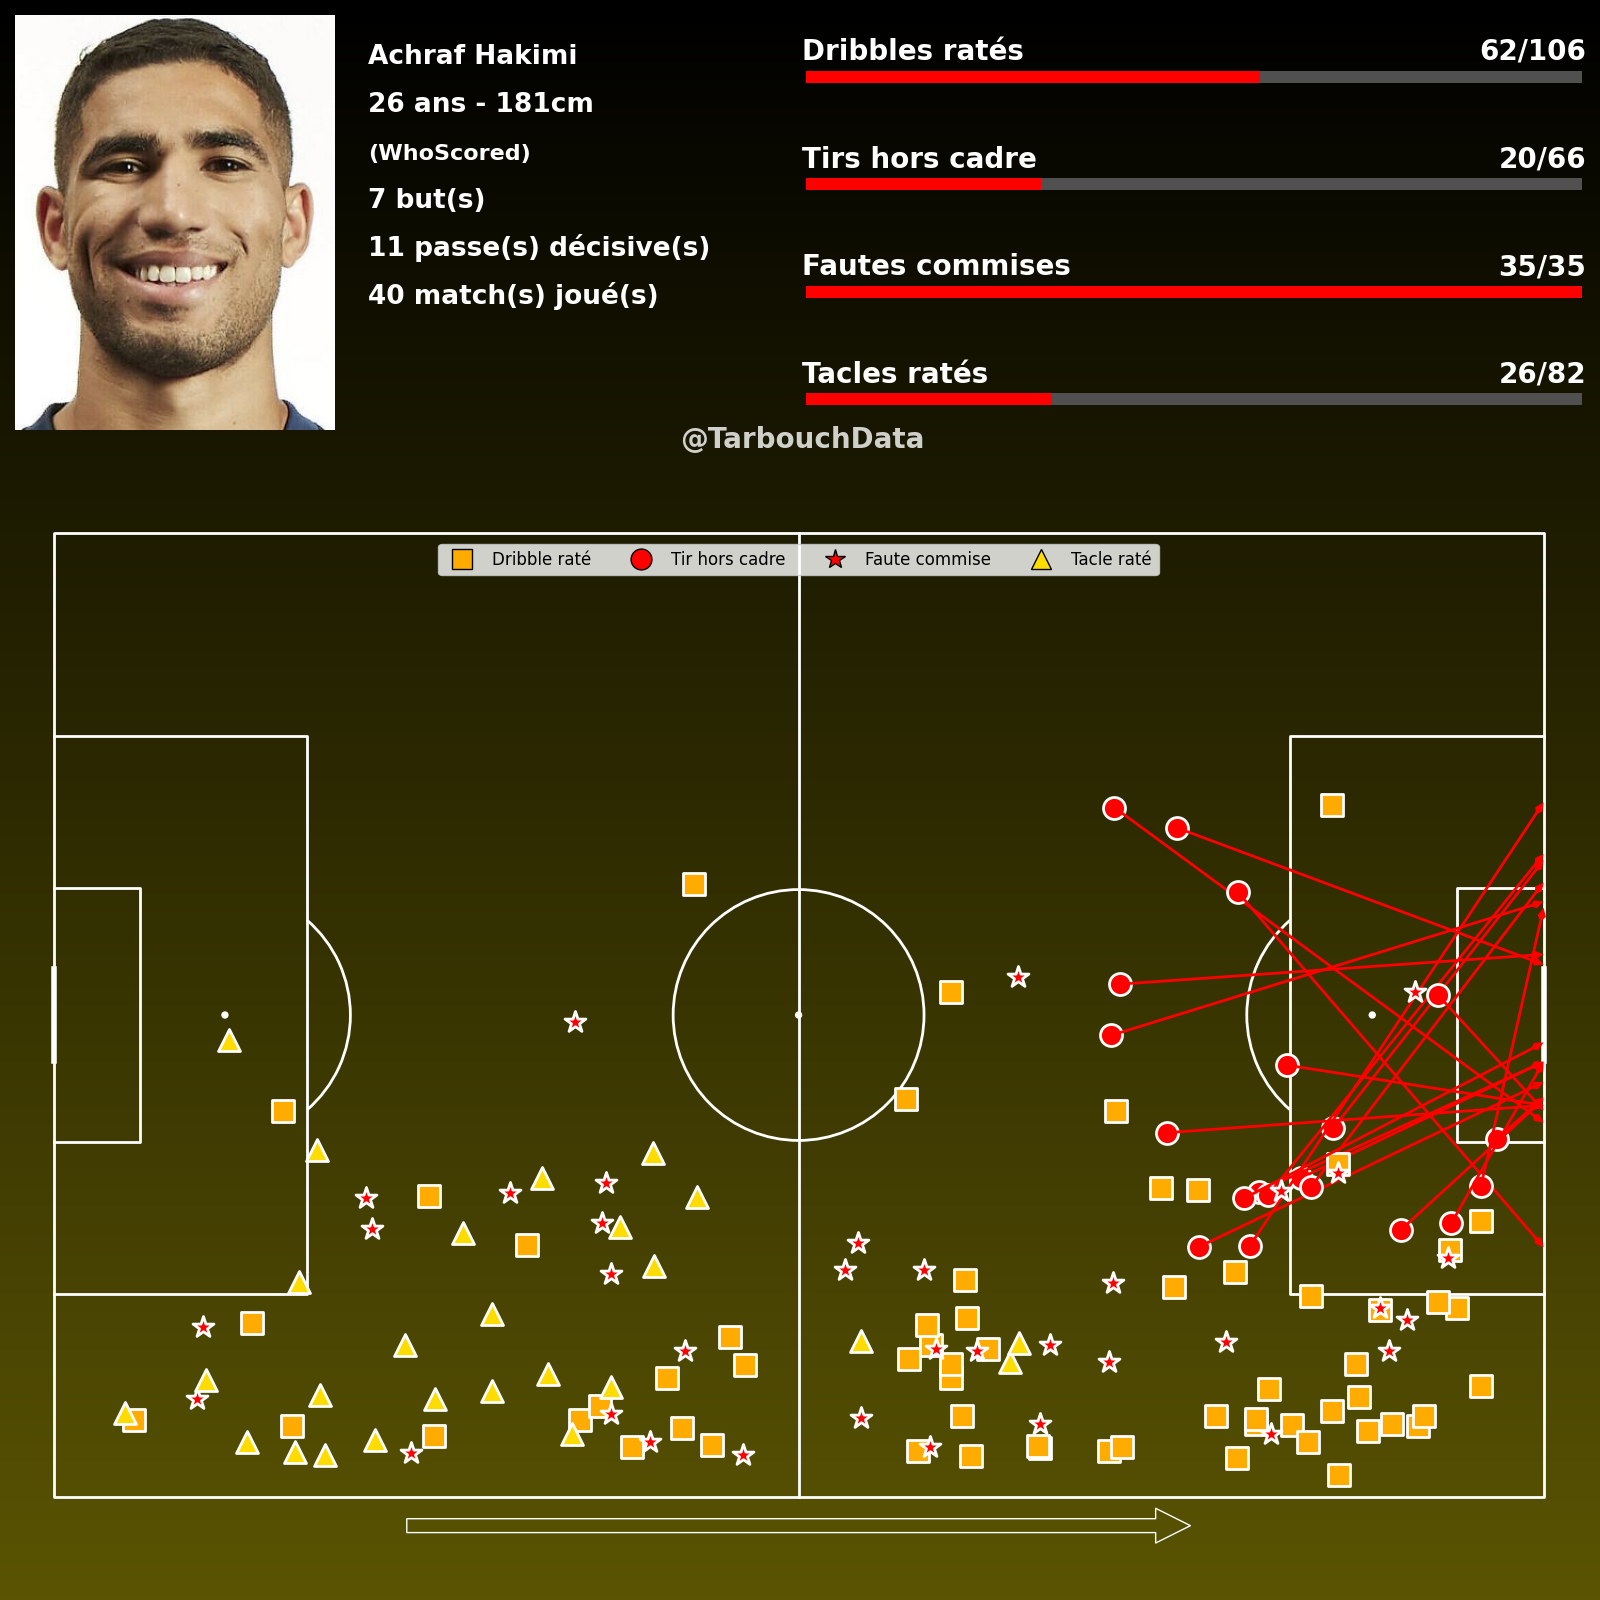 Achraf Hakimi
26 ans - 181cm
(WhoScored)
7 but(s)
11 passe(s) décisive(s)
40 match(s) joué(s)
Dribbles ratés 62/106
Tirs hors cadre 20/66
Fautes commises 35/35
Tacles ratés 26/82
@TarbouchData
Dribble raté Tir hors cadre Faute commise Tacle raté